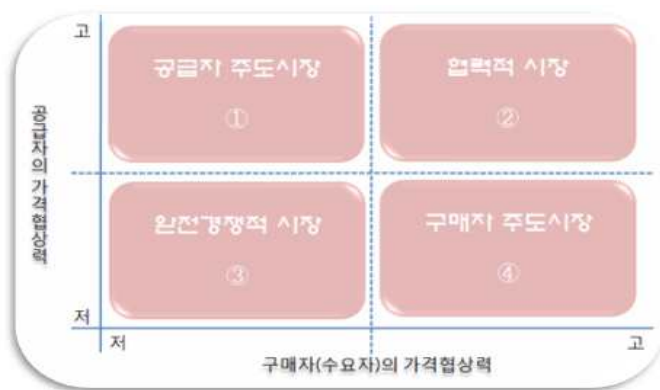 고
공급자 주도시장
①
협력적 시장
②
공급자의 가격협상력
완전경쟁적 시장
③
구매자 주도시장
④
저
저
고
구매자(수요자)의 가격협상력